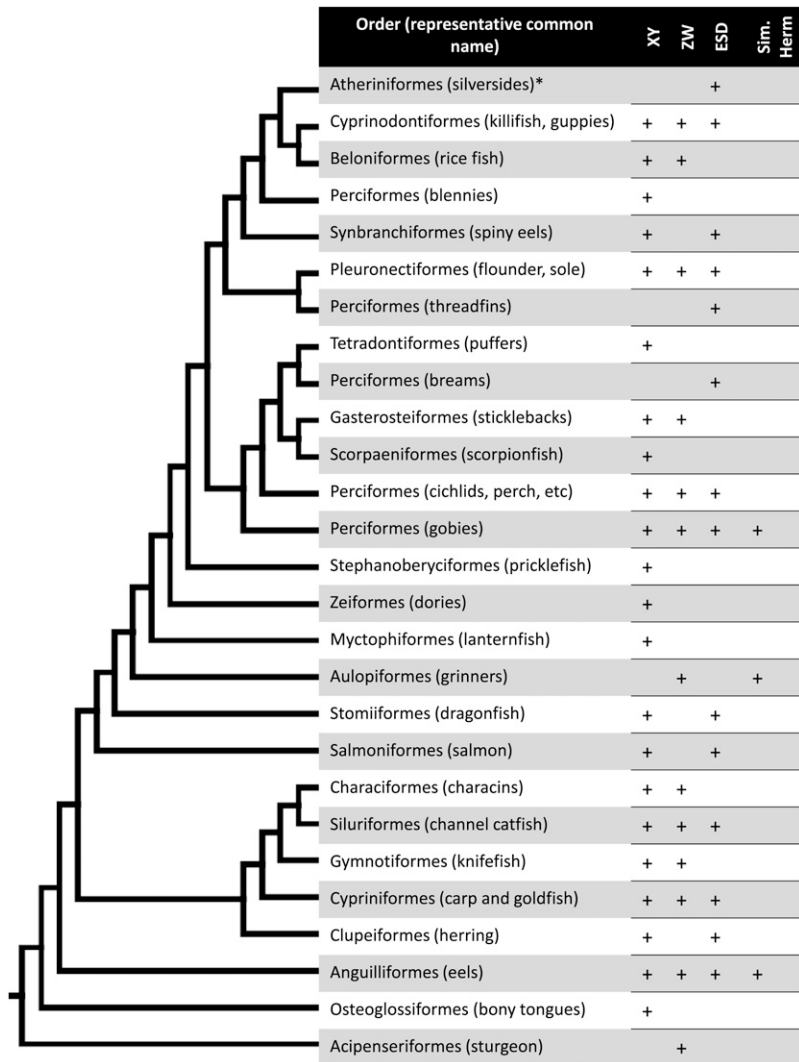 Order (representative common
name)
XY
ZW
ESD
Sim.
Herm
Atheriniformes (silversides)* +
Cyprinodontiformes (killifish, guppies) + + +
Beloniformes (rice fish) + +
Perciformes (blennies) +
Synbranchiformes (spiny eels) + +
Pleuronectiformes (flounder, sole) + + +
Perciformes (threadfins) +
Tetradontiformes (puffers) +
Perciformes (breams) +
Gasterosteiformes (sticklebacks) + +
Scorpaeniformes (scorpionfish) +
Perciformes (cichlids, perch, etc) + + +
Perciformes (gobies) + + + +
Stephanoberyciformes (pricklefish) +
Zeiformes (dories) +
Myctophiformes (lanternfish) +
Aulopiformes (grinners) + +
Stomiiformes (dragonfish) + +
Salmoniformes (salmon) + +
Characiformes (characins) + +
Siluriformes (channel catfish) + + +
Gymnotiformes (knifefish) + +
Cypriniformes (carp and goldfish) + + +
Clupeiformes (herring) + +
Anguilliformes (eels) + + + +
Osteoglossiformes (bony tongues) +
Acipenseriformes (sturgeon) +